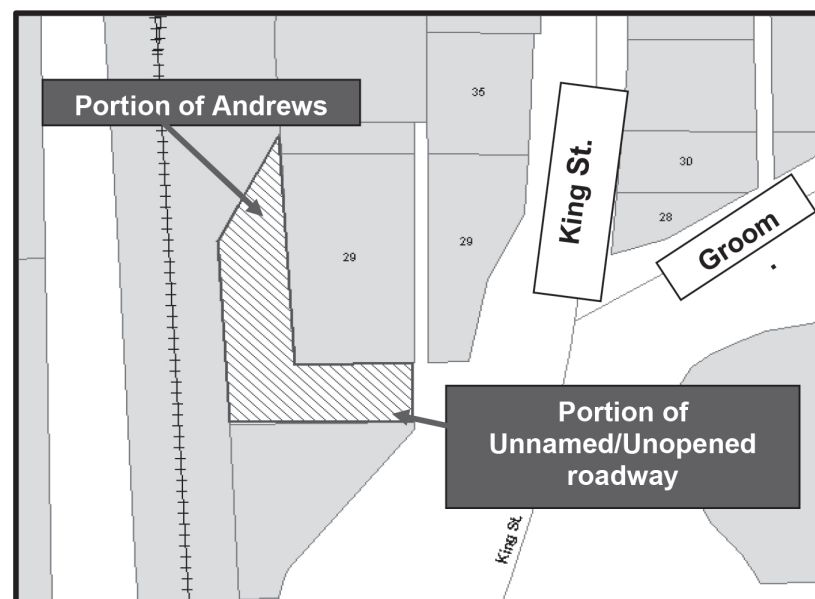 35
Portion of Andrews
King St.
30
28
Groom
.
29
29
Portion of
Unnamed/Unopened
roadway
King St.